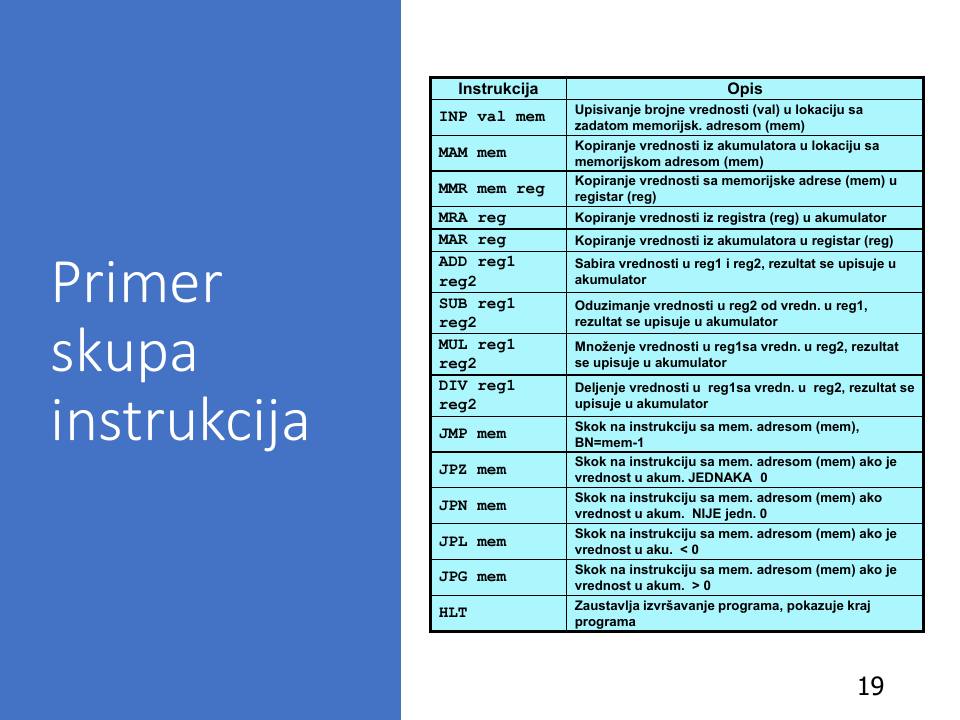 Primer
skupa
instrukcija
Instrukcija Opis
INP val mem
Upisivanje brojne vrednosti (val) u lokaciju sa
zadatom memorijsk. adresom (mem)
MAM mem
Kopiranje vrednosti iz akumulatora u lokaciju sa
memorijskom adresom (mem)
MMR mem reg
Kopiranje vrednosti sa memorijske adrese (mem) u
registar (reg)
MRA reg
Kopiranje vrednosti iz registra (reg) u akumulator
MAR reg
Kopiranje vrednosti iz akumulatora u registar (reg)
ADD reg1
reg2
Sabira vrednosti u reg1 i reg2, rezultat se upisuje u
akumulator
SUB reg1
reg2
Oduzimanje vrednosti u reg2 od vredn. u reg1,
rezultat se upisuje u akumulator
MUL reg1
reg2
Množenje vrednosti u reg1sa vredn. u reg2, rezultat
se upisuje u akumulator
DIV reg1
reg2
Deljenje vrednosti u reg1sa vredn. u reg2, rezultat se
upisuje u akumulator
JMP mem
Skok na instrukciju sa mem. adresom (mem),
BN=mem-1
JPZ mem
Skok na instrukciju sa mem. adresom (mem) ako je
vrednost u akum. JEDNAKA 0
JPN mem
Skok na instrukciju sa mem. adresom (mem) ako
vrednost u akum. NIJE jedn. 0
JPL mem
Skok na instrukciju sa mem. adresom (mem) ako je
vrednost u aku. < 0
JPG mem
Skok na instrukciju sa mem. adresom (mem) ako je
vrednost u akum. > 0
HLT
Zaustavlja izvršavanje programa, pokazuje kraj
programa
19